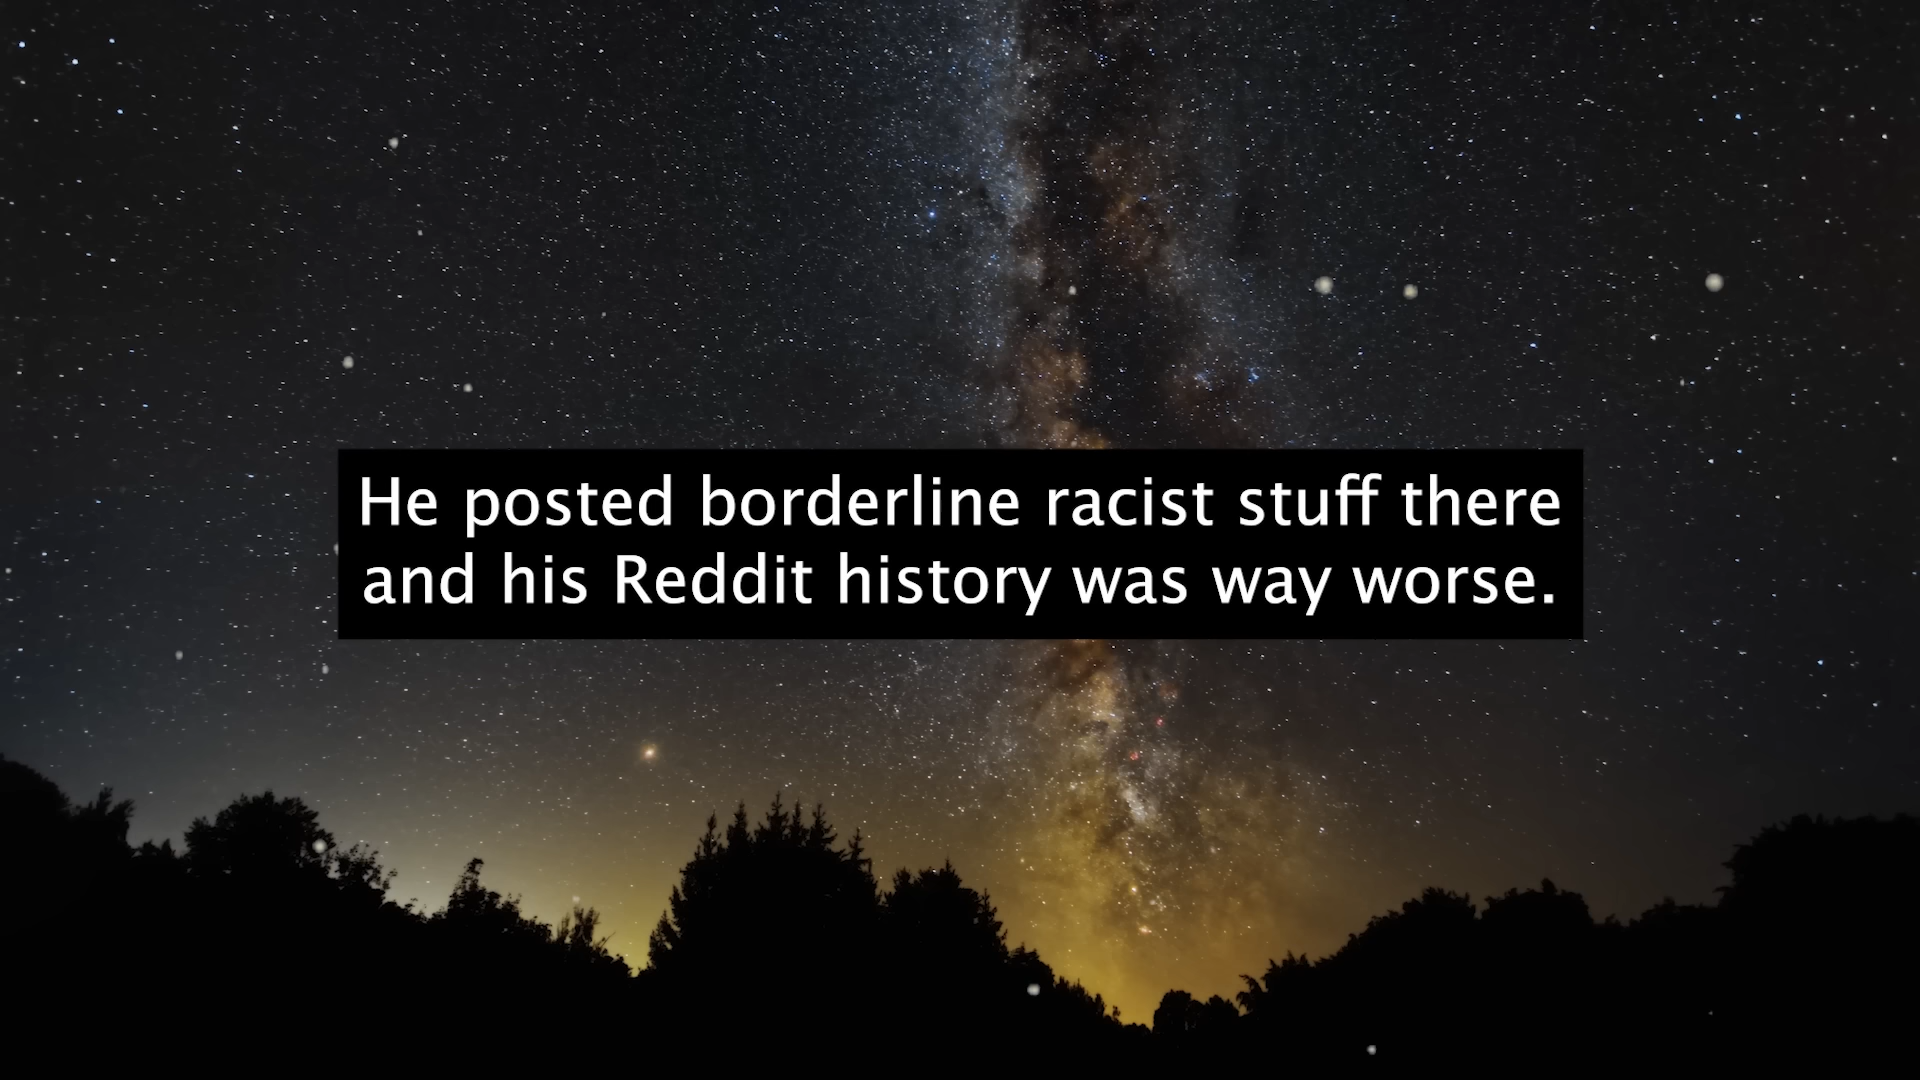 He posted borderline racist stuff there
and his Reddit history was way worse.